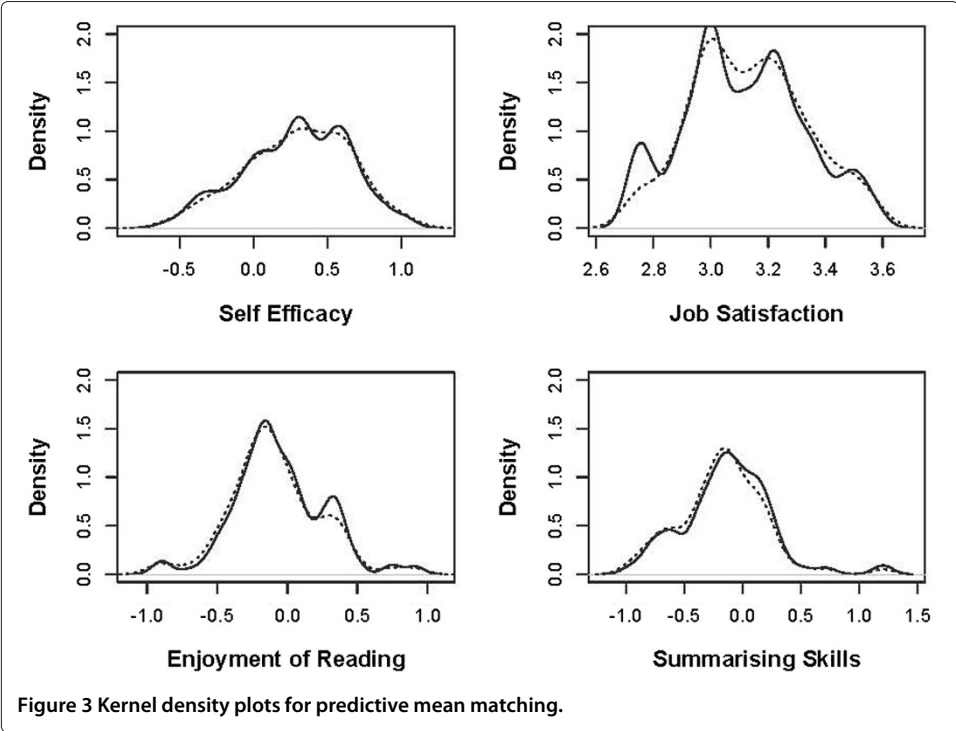 Density
2.0
1.5
1.0
0.5
0.0
-0.5 0.0 0.5 1.0
Self Efficacy
Density
2.0
1.5
1.0
0.5
0.0
2.6 2.8 3.0 3.2 3.4 3.6
Job Satisfaction
Density
2.0
1.5
1.0
0.5
0.0
-1.0 -0.5 0.0 0.5 1.0
Enjoyment of Reading
Density
2.0
1.5
1.0
0.5
0.0
-1.0 -0.5 0.0 0.5 1.0 1.5
Summarising Skills
Figure 3 Kernel density plots for predictive mean matching.